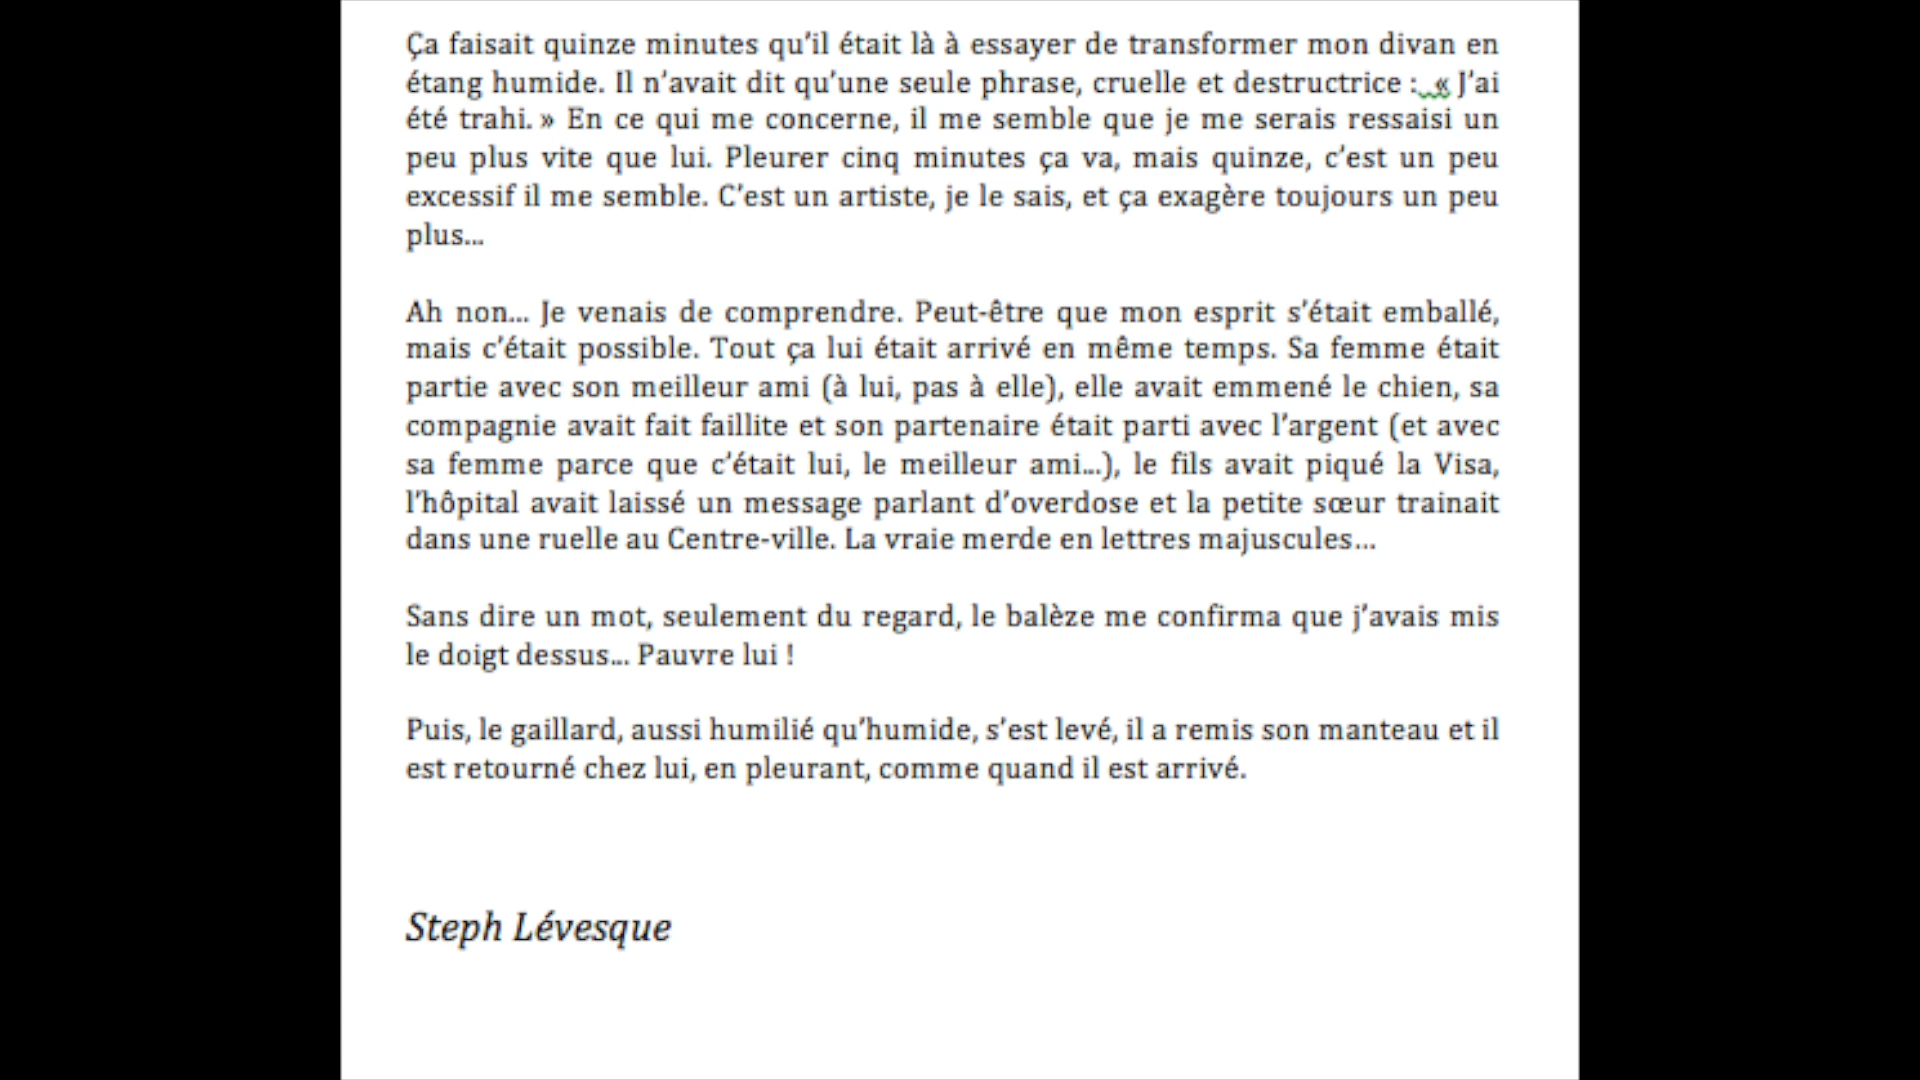 Ça faisait quinze minutes qu’il était là à essayer de transformer mon divan en
étang humide. Il n’avait dit qu’une seule phrase, cruelle et destructrice : « J’ai
été trahi. » En ce qui me concerne, il me semble que je me serais ressaisi un
peu plus vite que lui. Pleurer cinq minutes ça va, mais quinze, c’est un peu
excessif il me semble. C’est un artiste, je le sais, et ça exagère toujours un peu
plus…

Ah non… Je venais de comprendre. Peut-être que mon esprit s’était emballé,
mais c’était possible. Tout ça lui était arrivé en même temps. Sa femme était
partie avec son meilleur ami (à lui, pas à elle), elle avait emmené le chien, sa
compagnie avait fait faillite et son partenaire était parti avec l’argent (et avec
sa femme parce que c’était lui, le meilleur ami…), le fils avait piqué la Visa,
l’hôpital avait laissé un message parlant d’overdose et la petite sœur trainait
dans une ruelle au Centre-ville. La vraie merde en lettres majuscules…

Sans dire un mot, seulement du regard, le balèze me confirma que j’avais mis
le doigt dessus… Pauvre lui !

Puis, le gaillard, aussi humilié qu’humide, s’est levé, il a remis son manteau et il
est retourné chez lui, en pleurant, comme quand il est arrivé.

Steph Lévesque